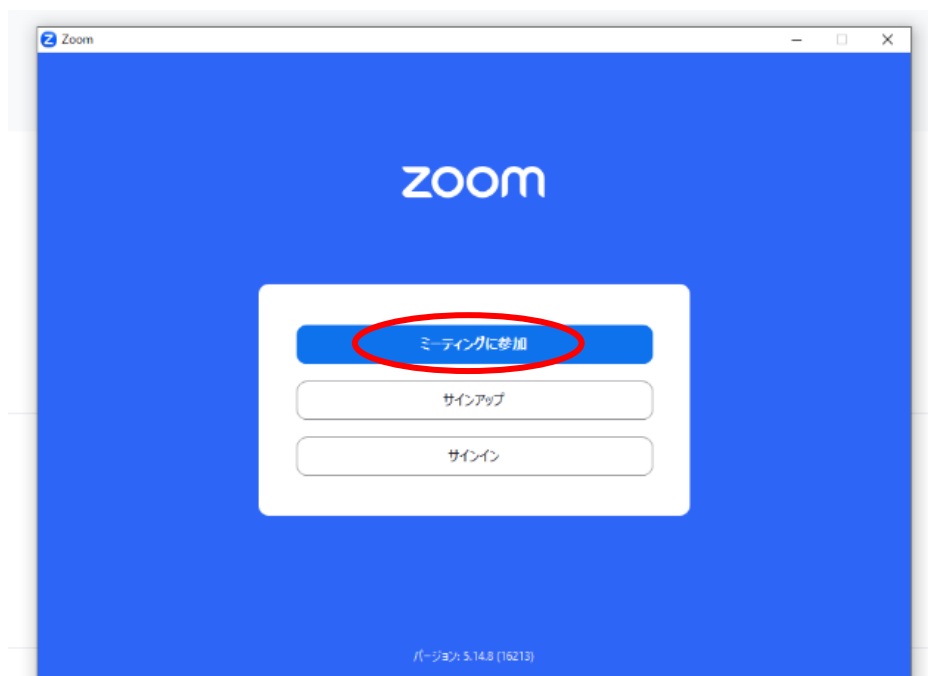 Zoom
zoom
ミーティングに参加
サインアップ
サインイン
バージョン: 5.14.8 (16213)